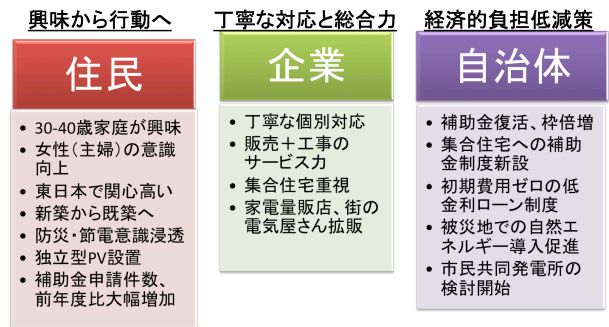 興味から行動へ
住民
• 30-40歳家庭が興味
• 女性（主婦）の意識
向上
• 東日本で関心高い
• 新築から既築へ
• 防災・節電意識浸透
• 独立型PV設置
• 補助金申請件数、
前年度比大幅増加
丁寧な対応と総合力
企業
• 丁寧な個別対応
• 販売＋工事の
サービス力
• 集合住宅重視
• 家電量販店、街の
電気屋さん拡販
経済的負担低減策
自治体
• 補助金復活、枠倍増
• 集合住宅への補助
金制度新設
• 初期費用ゼロの低
金利ローン制度
• 被災地での自然エ
ネルギー導入促進
• 市民共同発電所の
検討開始